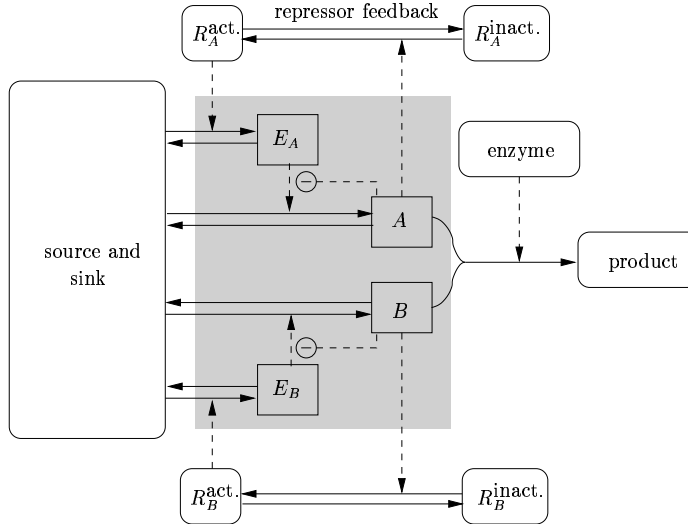 repressor feedback
R_A^act.
R_A^inact.
E_A
enzyme
−
A
source and
sink
product
B
−
E_B
R_B^act.
R_B^inact.